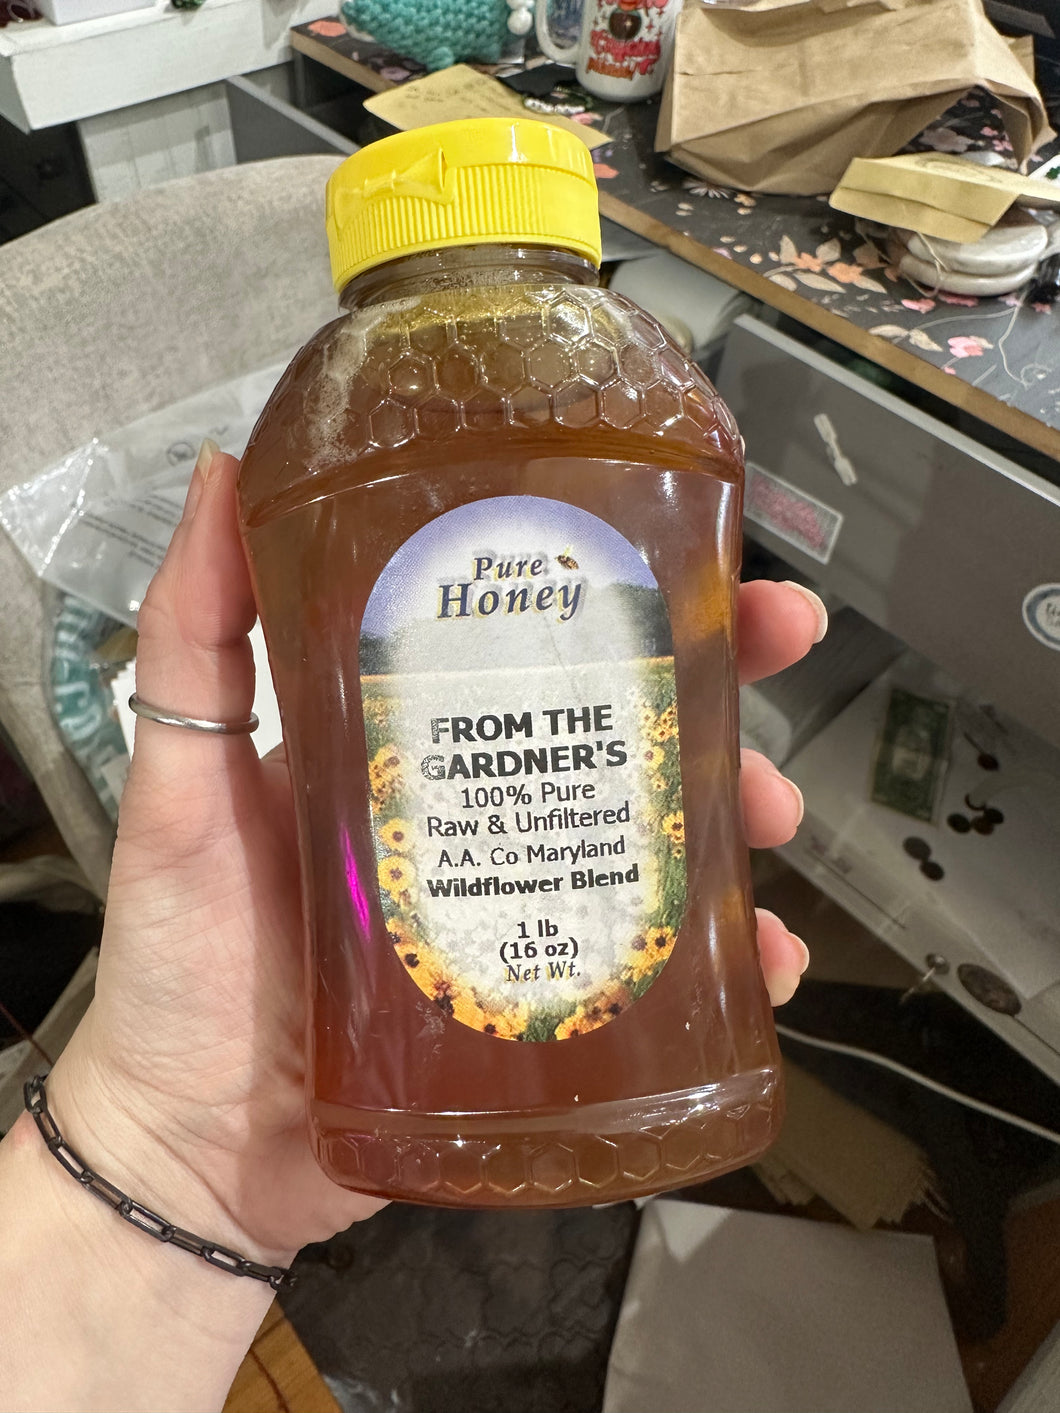 Pure
Honey
FROM THE
GARDNER'S
100% Pure
Raw & Unfiltered
A.A. Co Maryland
Wildflower Blend
1 lb
(16 oz)
Net Wt.